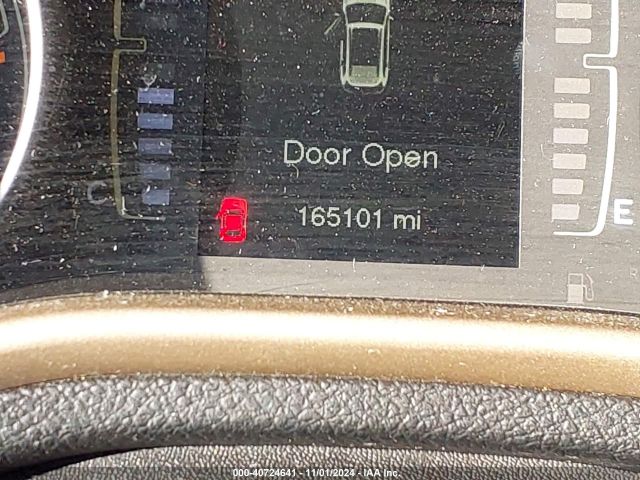 Door Open
165101 mi
C
E
000-40724641 - 11/01/2024 - IAA Inc.